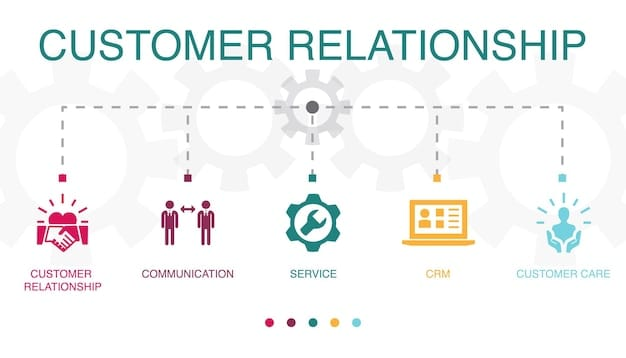 CUSTOMER RELATIONSHIP
CUSTOMER
RELATIONSHIP
COMMUNICATION
SERVICE
CRM
CUSTOMER CARE